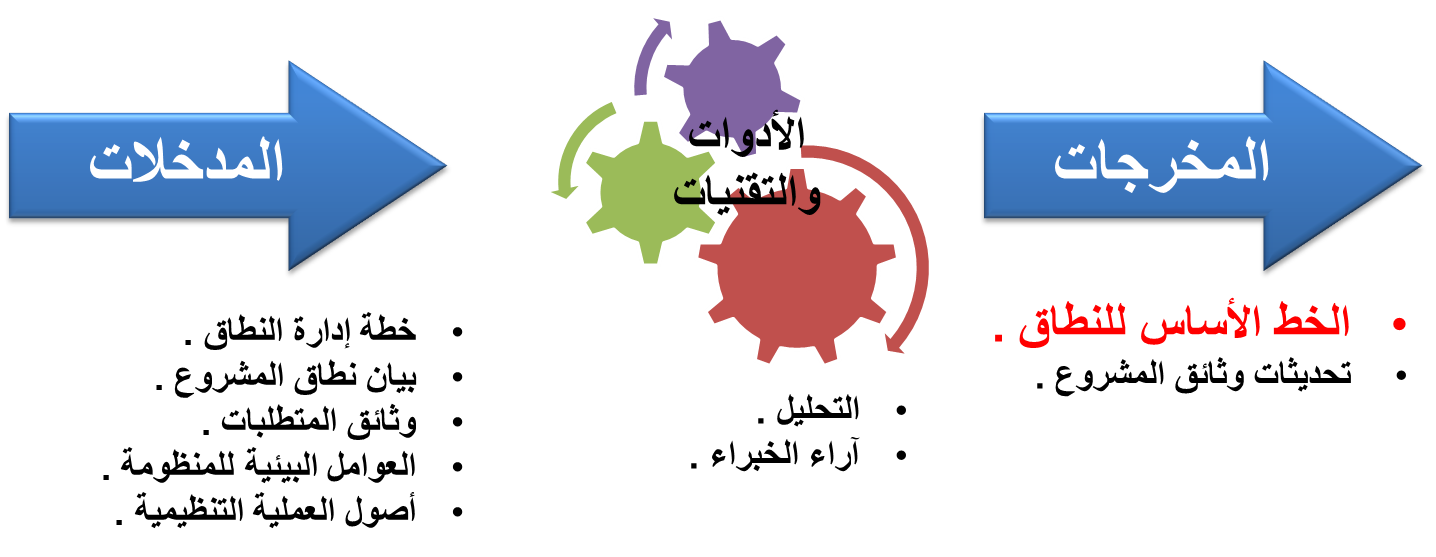 المدخلات
• خطة إدارة النطاق .
• بيان نطاق المشروع .
• وثائق المتطلبات .
• العوامل البيئية للمنظومة .
• أصول العملية التنظيمية .
الأدوات
والتقنيات
• التحليل .
• آراء الخبراء .
المخرجات
• الخط الأساس للنطاق .
• تحديثات وثائق المشروع .